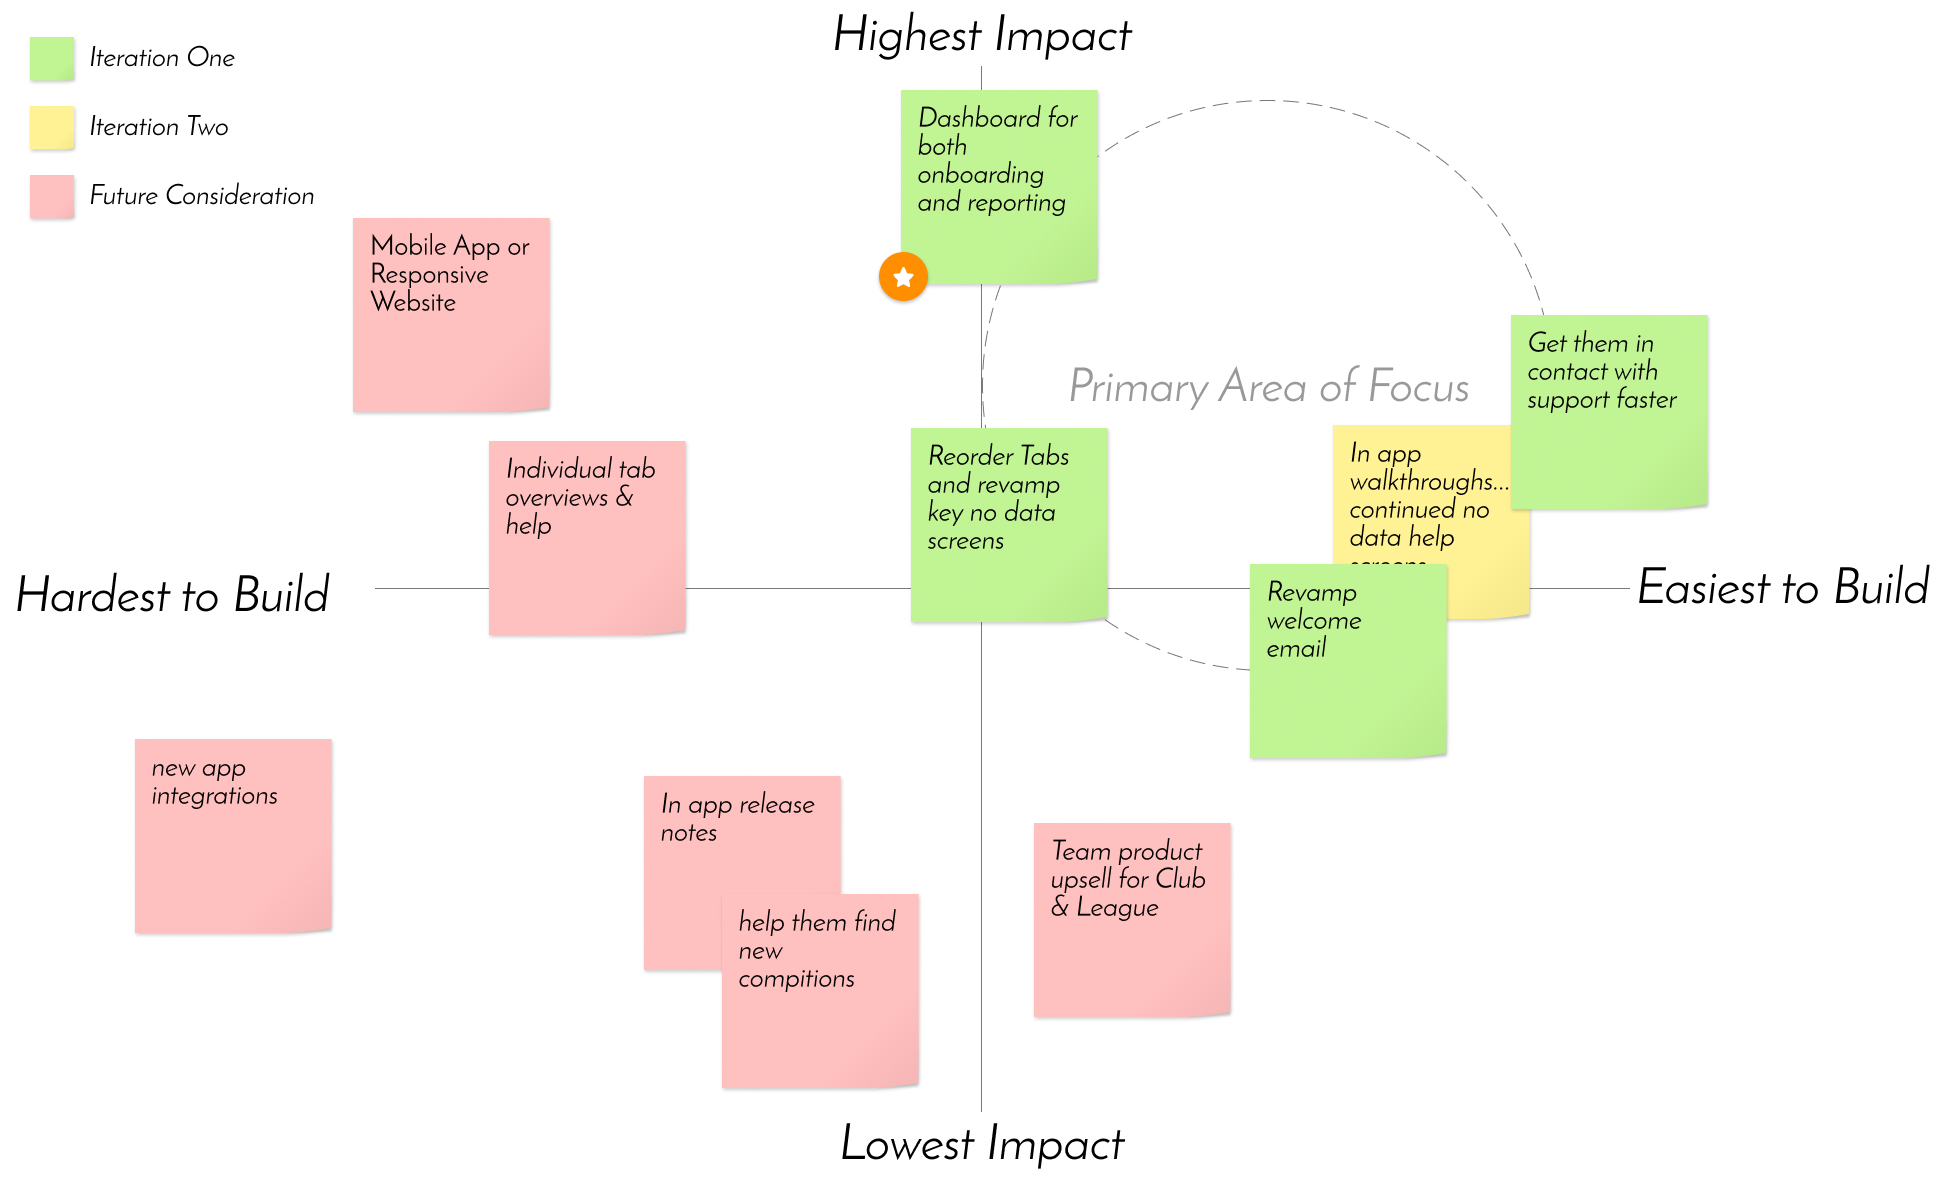 Highest Impact
Iteration One
Iteration Two
Future Consideration
Dashboard for
both
onboarding
and reporting
Mobile App or
Responsive
Website
Get them in
contact with
support faster
Primary Area of Focus
Individual tab
overviews &
help
Reorder Tabs
and revamp
key no data
screens
In app
walkthroughs...
continued no
data help
screens
Hardest to Build
Easiest to Build
Revamp
welcome
email
new app
integrations
In app release
notes
help them find
new
compitions
Team product
upsell for Club
& League
Lowest Impact